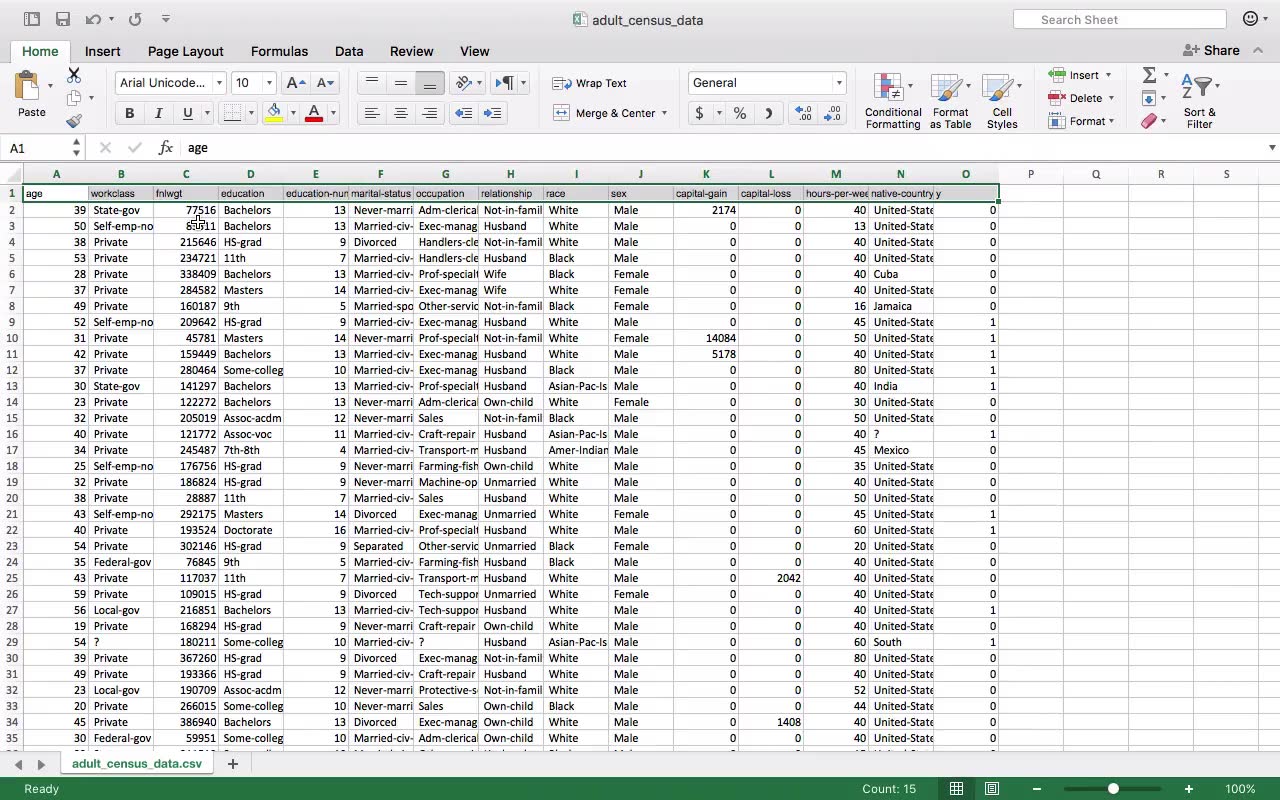 adult_census_data
Search Sheet
Home Insert Page Layout Formulas Data Review View Share
Paste
Arial Unicode... 10
B I U
Wrap Text
Merge & Center
General
Conditional Formatting
Format as Table
Cell Styles
Insert
Delete
Format
Sort & Filter
A1 fx age
A B C D E F G H I J K L M N O P Q R S
1 age workclass fnlwgt education education-nun marital-status occupation relationship race sex capital-gain capital-loss hours-per-wee native-country y
2 39 State-gov 77516 Bachelors 13 Never-marri Adm-clerical Not-in-famil White Male 2174 0 40 United-State 0
3 50 Self-emp-no Bachelors 13 Married-civ- Exec-manag Husband White Male 0 0 13 United-State 0
4 38 Private 215646 HS-grad 9 Divorced Handlers-cle Not-in-famil White Male 0 0 40 United-State 0
5 53 Private 234721 11th 7 Married-civ- Handlers-cle Husband Black Male 0 0 40 United-State 0
6 28 Private 338409 Bachelors 13 Married-civ- Prof-specialt Wife Black Female 0 0 40 Cuba 0
7 37 Private 284582 Masters 14 Married-civ- Exec-manag Wife White Female 0 0 40 United-State 0
8 49 Private 160187 9th 5 Married-spo Other-servic Not-in-famil Black Female 0 0 16 Jamaica 0
9 52 Self-emp-no 209642 HS-grad 9 Married-civ- Exec-manag Husband White Male 0 0 45 United-State 1
10 31 Private 45781 Masters 14 Never-marri Prof-specialt Not-in-famil White Female 14084 0 50 United-State 1
11 42 Private 159449 Bachelors 13 Married-civ- Exec-manag Husband White Male 5178 0 40 United-State 1
12 37 Private 280464 Some-colleg 10 Married-civ- Exec-manag Husband Black Male 0 0 80 United-State 1
13 30 State-gov 141297 Bachelors 13 Married-civ- Prof-specialt Husband Asian-Pac-Is Male 0 0 40 India 1
14 23 Private 122272 Bachelors 13 Never-marri Adm-clerical Own-child White Female 0 0 30 United-State 0
15 32 Private 205019 Assoc-acdm 12 Never-marri Sales Not-in-famil Black Male 0 0 50 United-State 0
16 40 Private 121772 Assoc-voc 11 Married-civ- Craft-repair Husband Asian-Pac-Is Male 0 0 40 ? 1
17 34 Private 245487 7th-8th 4 Married-civ- Transport-m Husband Amer-Indian Male 0 0 45 Mexico 0
18 25 Self-emp-no 176756 HS-grad 9 Never-marri Farming-fish Own-child White Male 0 0 35 United-State 0
19 32 Private 186824 HS-grad 9 Never-marri Machine-op Unmarried White Male 0 0 40 United-State 0
20 38 Private 28887 11th 7 Married-civ- Sales Husband White Male 0 0 50 United-State 0
21 43 Self-emp-no 292175 Masters 14 Divorced Exec-manag Unmarried White Female 0 0 45 United-State 1
22 40 Private 193524 Doctorate 16 Married-civ- Prof-specialt Husband White Male 0 0 60 United-State 1
23 54 Private 302146 HS-grad 9 Separated Other-servic Unmarried Black Female 0 0 20 United-State 0
24 35 Federal-gov 76845 9th 5 Married-civ- Farming-fish Husband Black Male 0 0 40 United-State 0
25 43 Private 117037 11th 7 Married-civ- Transport-m Husband White Male 0 2042 40 United-State 0
26 59 Private 109015 HS-grad 9 Divorced Tech-suppor Unmarried White Female 0 0 40 United-State 0
27 56 Local-gov 216851 Bachelors 13 Married-civ- Tech-suppor Husband White Male 0 0 40 United-State 1
28 19 Private 168294 HS-grad 9 Never-marri Craft-repair Own-child White Male 0 0 40 United-State 0
29 54 ? 180211 Some-colleg 10 Married-civ- ? Husband Asian-Pac-Is Male 0 0 60 South 1
30 39 Private 367260 HS-grad 9 Divorced Exec-manag Not-in-famil White Male 0 0 80 United-State 0
31 49 Private 193366 HS-grad 9 Married-civ- Craft-repair Husband White Male 0 0 40 United-State 0
32 23 Local-gov 190709 Assoc-acdm 12 Never-marri Protective-s Not-in-famil White Male 0 0 52 United-State 0
33 20 Private 266015 Some-colleg 10 Never-marri Sales Own-child Black Male 0 0 44 United-State 0
34 45 Private 386940 Bachelors 13 Divorced Exec-manag Own-child White Male 0 1408 40 United-State 0
35 30 Federal-gov 59951 Some-colleg 10 Married-civ- Adm-clerical Own-child White Male 0 0 40 United-State 0
adult_census_data.csv
Ready Count: 15 100%